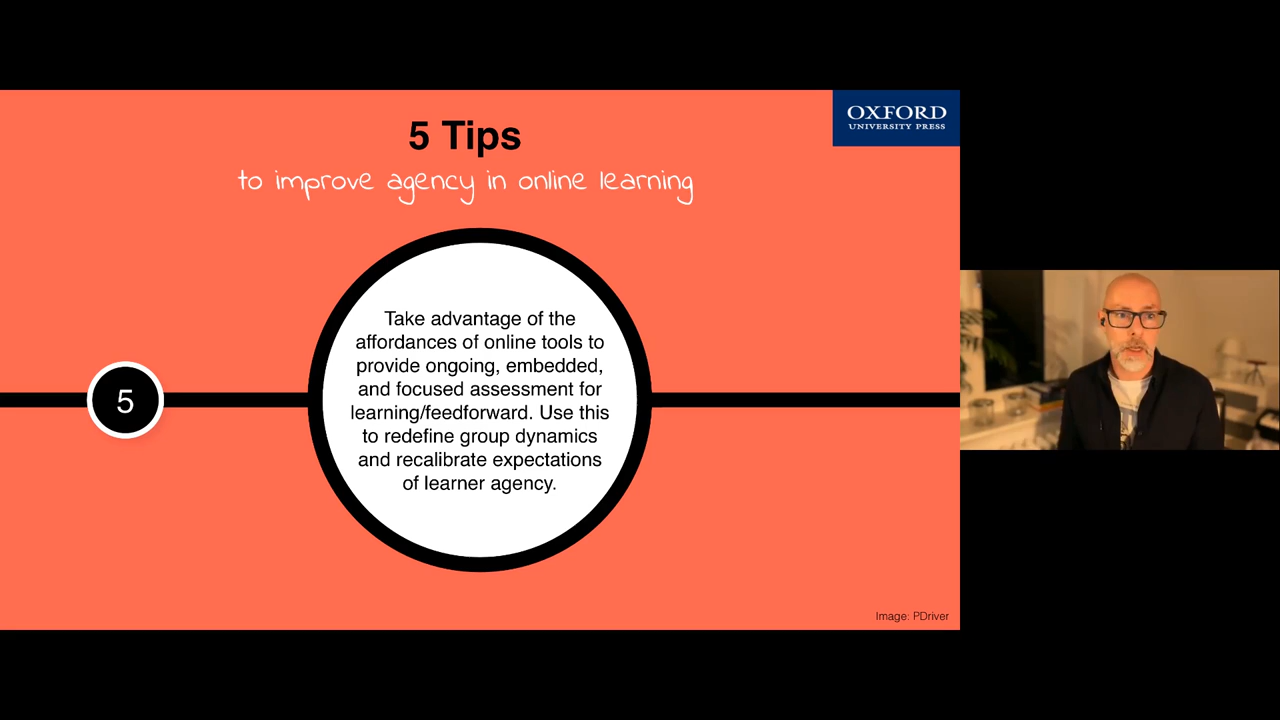 5 Tips
to improve agency in online learning
OXFORD
UNIVERSITY PRESS
Take advantage of the
affordances of online tools to
provide ongoing, embedded,
and focused assessment for
learning/feedforward. Use this
to redefine group dynamics
and recalibrate expectations
of learner agency.
5
Image: PDriver